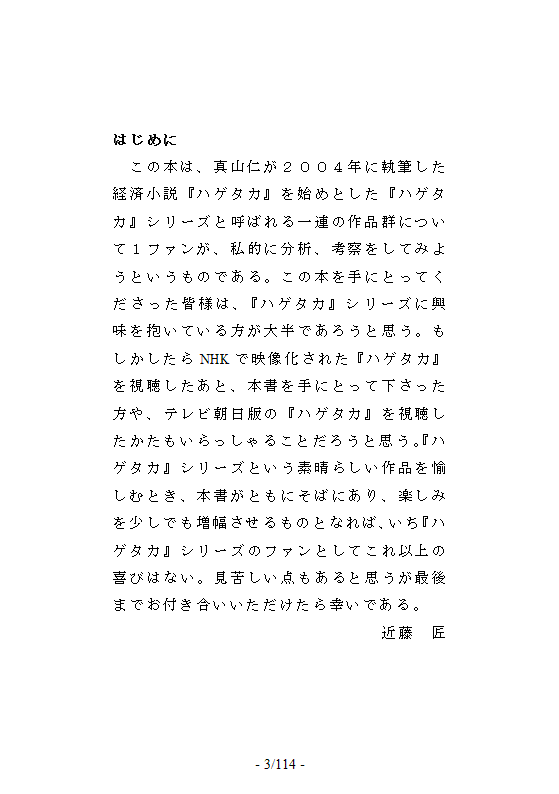 はじめに
　この本は、真山仁が２００４年に執筆した
経済小説『ハゲタカ』を始めとした『ハゲタ
カ』シリーズと呼ばれる一連の作品群につい
て１ファンが、私的に分析、考察をしてみよ
うというものである。この本を手にとってく
ださった皆様は、『ハゲタカ』シリーズに興
味を抱いている方が大半であろうと思う。も
しかしたら NHK で映像化された『ハゲタカ』
を視聴したあと、本書を手にとって下さった
方や、テレビ朝日版の『ハゲタカ』を視聴し
たかたもいらっしゃることだろうと思う。『ハ
ゲタカ』シリーズという素晴らしい作品を愉
しむとき、本書がともにそばにあり、楽しみ
を少しでも増幅させるものとなれば、いち『ハ
ゲタカ』シリーズのファンとしてこれ以上の
喜びはない。見苦しい点もあると思うが最後
までお付き合いいただけたら幸いである。
近藤　匠
- 3/114 -